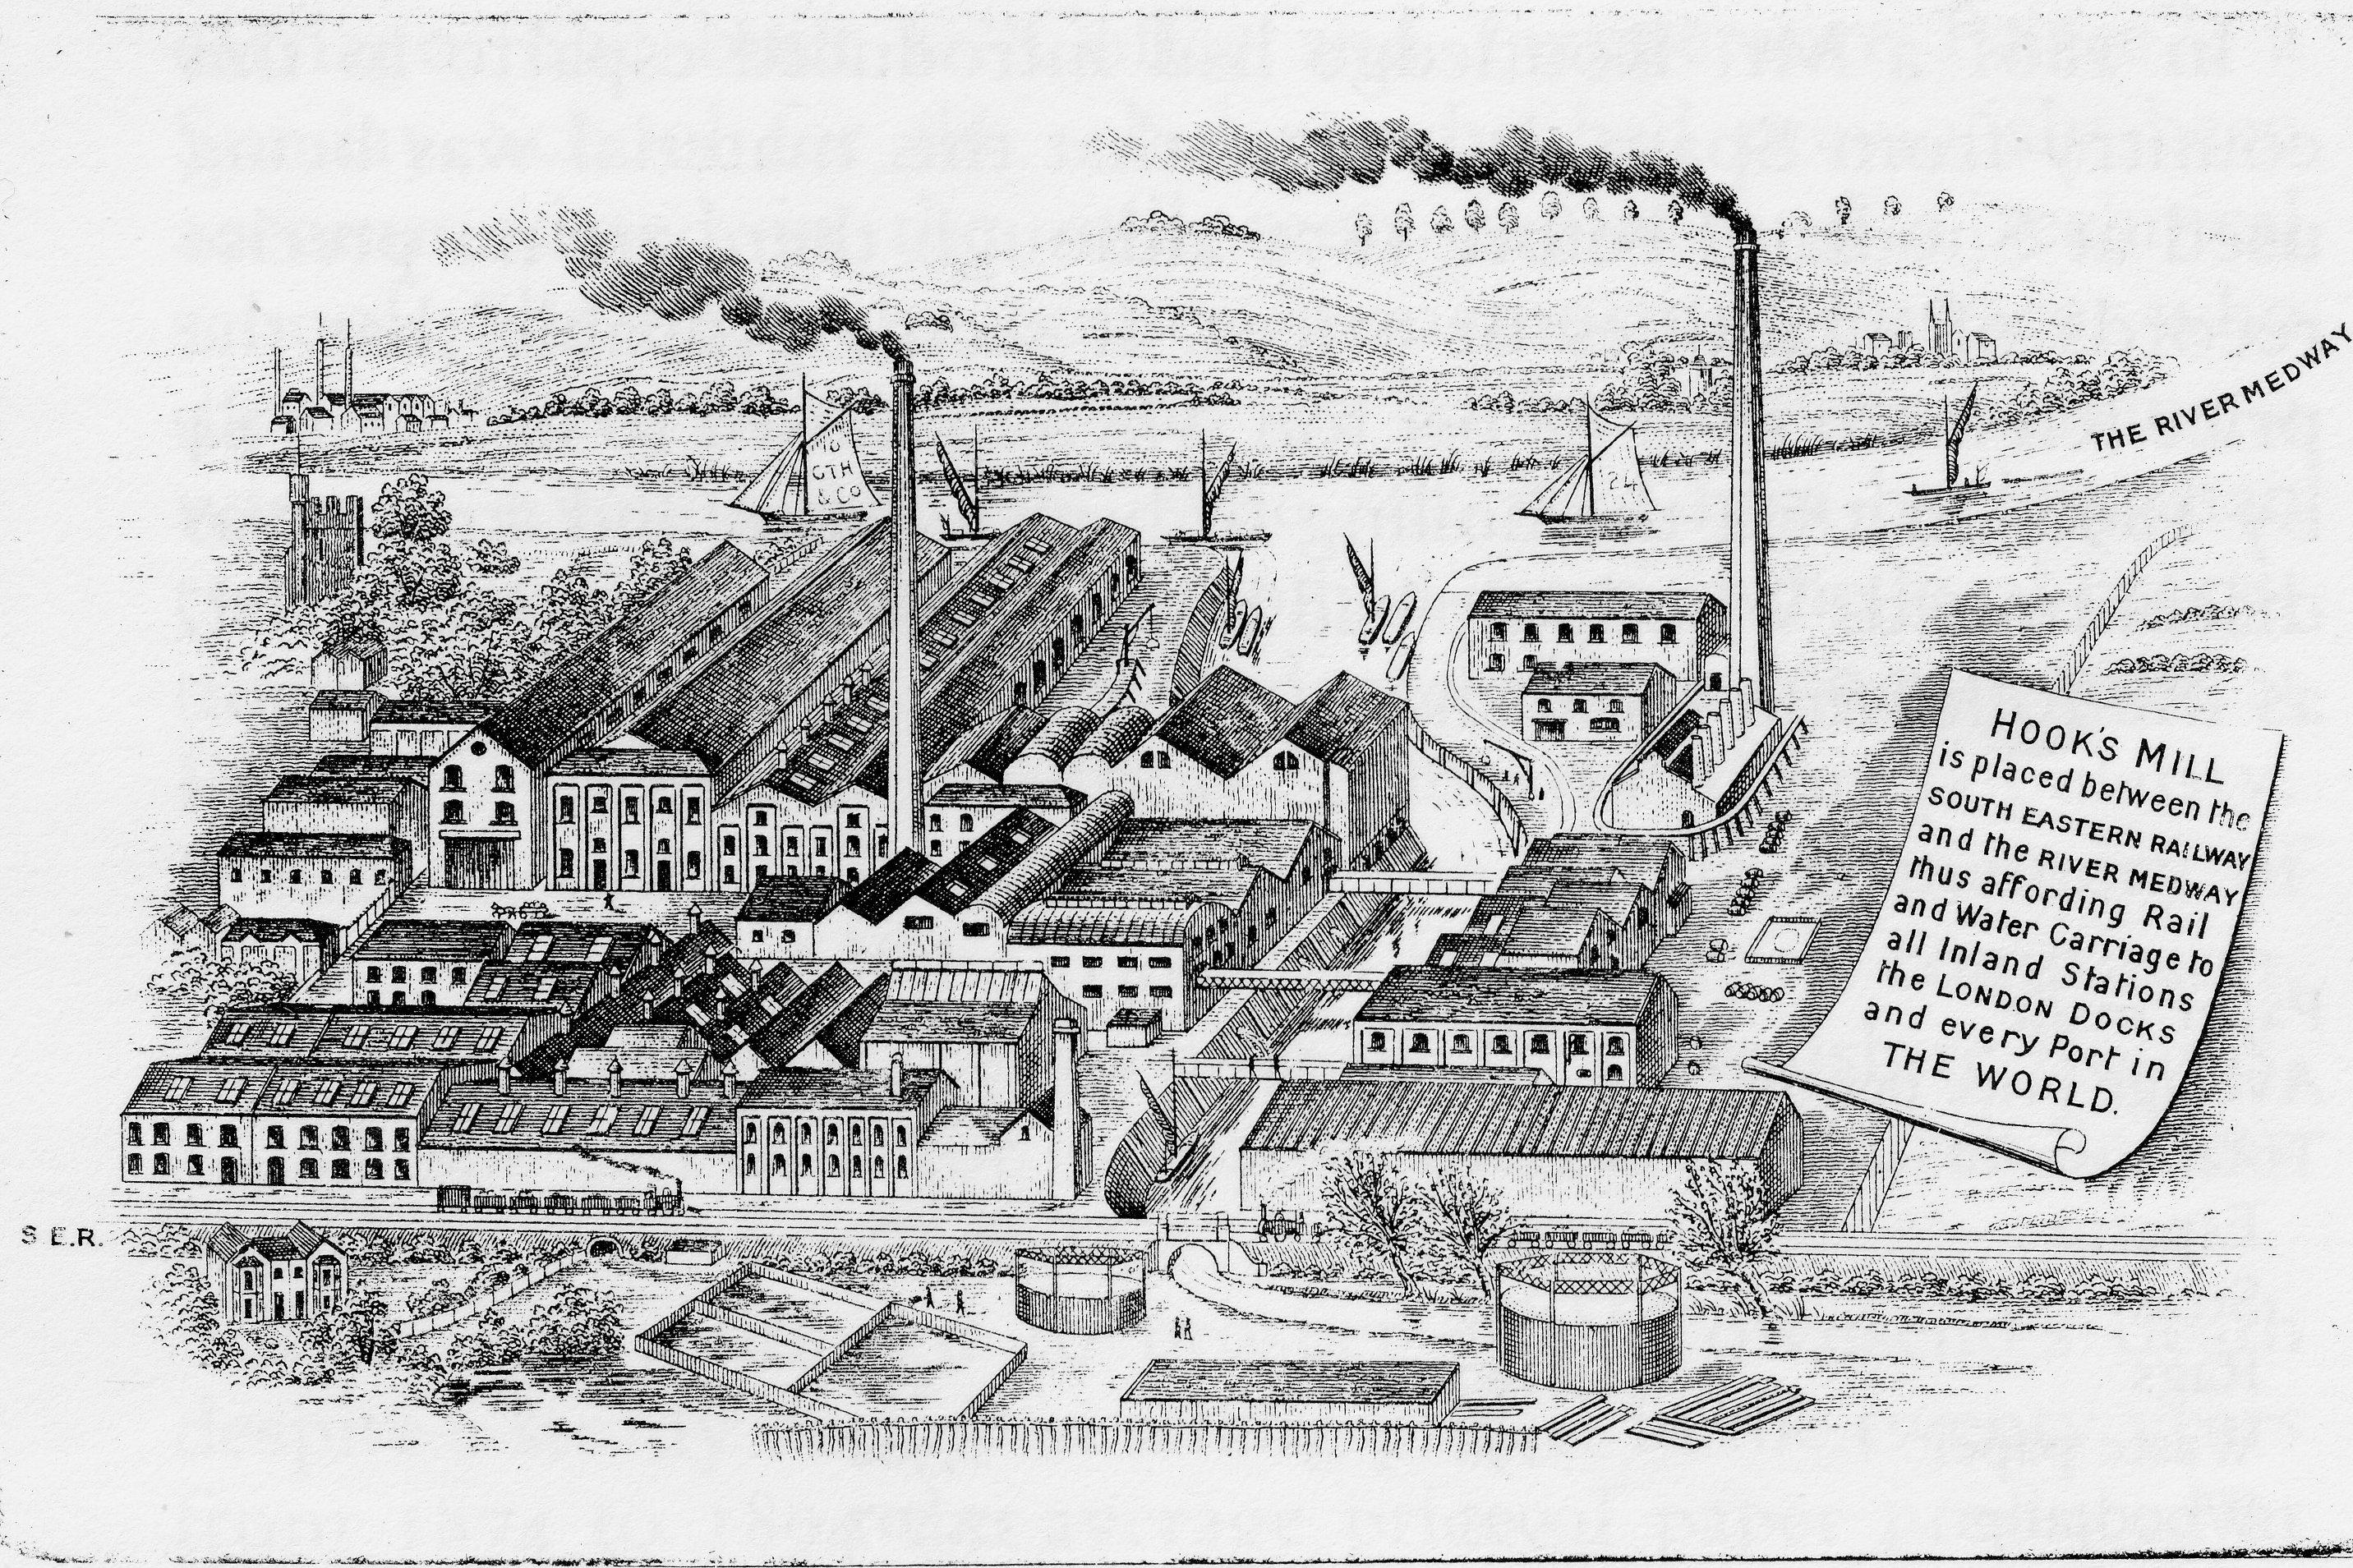 THE RIVER MEDWAY
GTH
& Co
24
HOOK'S MILL
is placed between the
SOUTH EASTERN RAILWAY
and the RIVER MEDWAY
thus affording Rail
and Water Carriage to
all Inland Stations
the LONDON DOCKS
and every Port in
THE WORLD.
S.E.R.